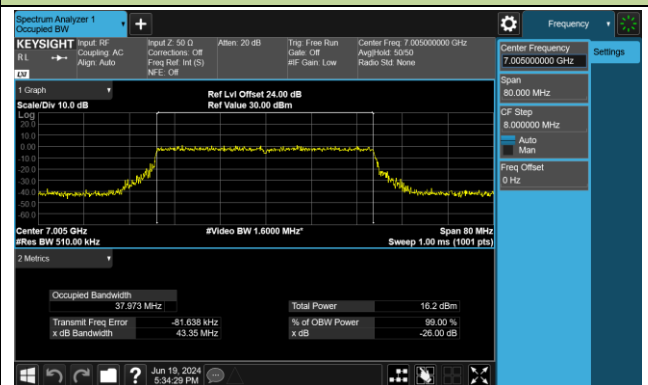 Spectrum Analyzer 1
Occupied BW
Frequency
KEYSIGHT
Input: RF
Coupling: AC
Align: Auto
Input Z: 50 Ω
Corrections: Off
Freq Ref: Int (S)
NFE: Off
Atten: 20 dB
Trig: Free Run
Gate: Off
#IF Gain: Low
Center Freq: 7.005000000 GHz
Avg|Hold: 50/50
Radio Std: None
RL
LXI
Center Frequency
7.005000000 GHz
Settings
Span
80.000 MHz
CF Step
8.000000 MHz
Auto
Man
Freq Offset
0 Hz
1 Graph
Ref Lvl Offset 24.00 dB
Scale/Div 10.0 dB
Ref Value 30.00 dBm
Log
20.0
10.0
0.00
-10.0
-20.0
-30.0
-40.0
-50.0
-60.0
Center 7.005 GHz
#Video BW 1.6000 MHz*
Span 80 MHz
#Res BW 510.00 kHz
Sweep 1.00 ms (1001 pts)
2 Metrics
Occupied Bandwidth
37.973 MHz
Total Power
16.2 dBm
Transmit Freq Error
-81.638 kHz
% of OBW Power
99.00 %
x dB Bandwidth
43.35 MHz
x dB
-26.00 dB
?
Jun 19, 2024
5:34:29 PM